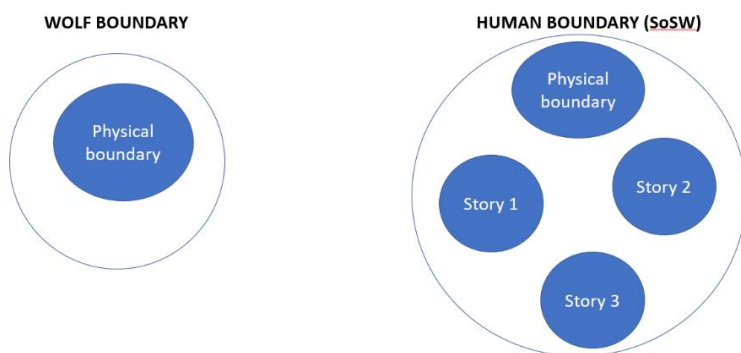 WOLF BOUNDARY
Physical
boundary
HUMAN BOUNDARY (SoSW)
Physical
boundary
Story 1
Story 2
Story 3